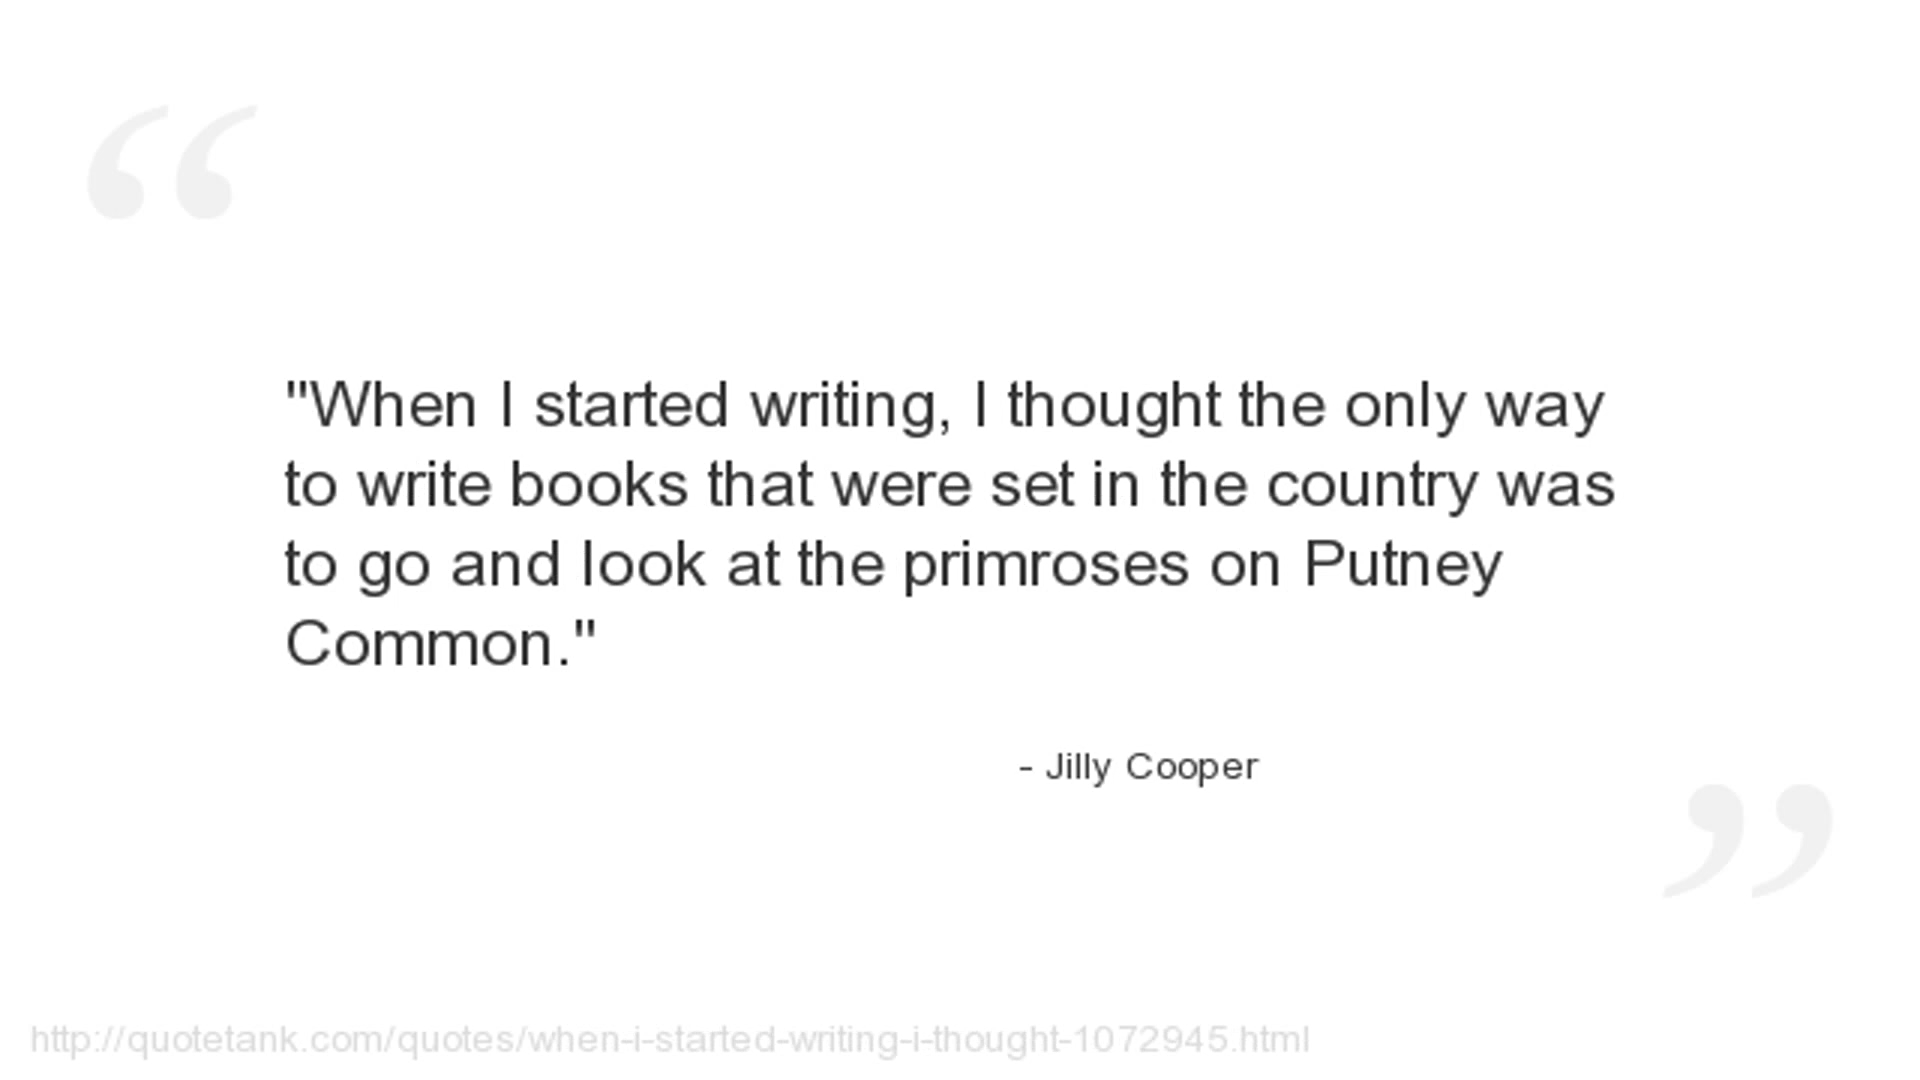 "When I started writing, I thought the only way
to write books that were set in the country was
to go and look at the primroses on Putney
Common."
- Jilly Cooper
http://quotetank.com/quotes/when-i-started-writing-i-thought-1072945.html